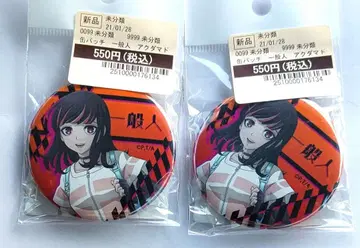 新品 未分類
21/01/28
0099 未分類 9999 未分類
缶バッチ 一般人 アクダマド
550円(税込)
2510000176134
一般人
©P,T/A
新品 未分類
21/01/28
0099 未分類 9999 未分類
缶バッチ 一般人 アクダマド
550円(税込)
2510000176134
一般人
©P,T/A